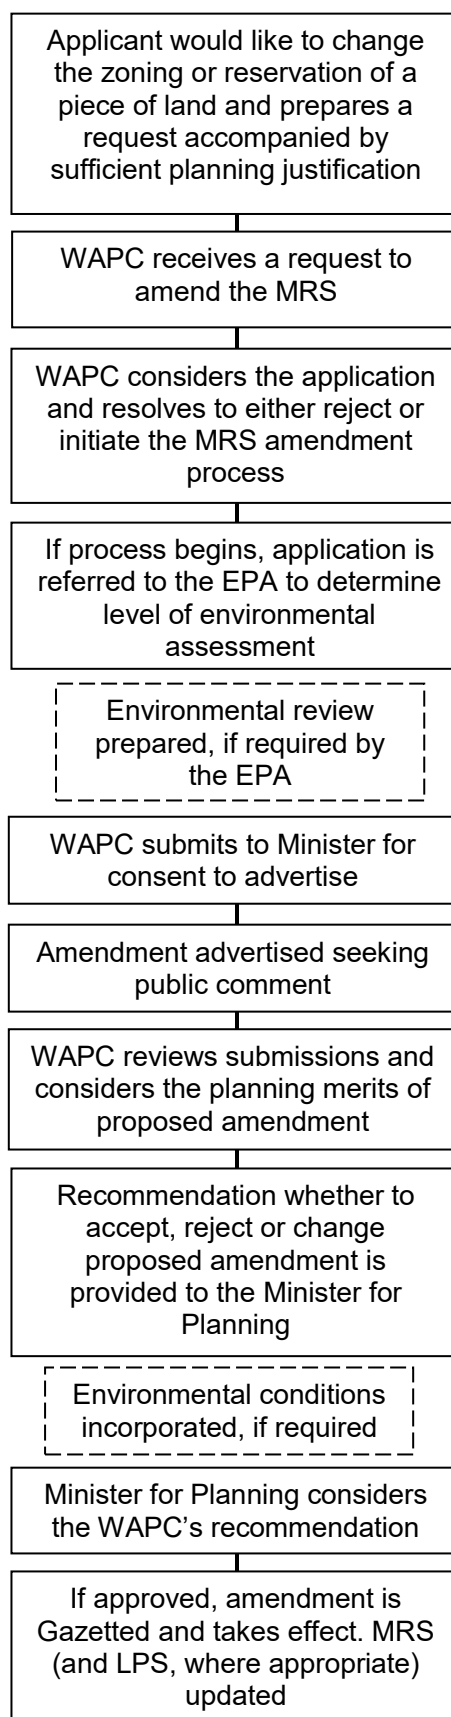 Applicant would like to change
the zoning or reservation of a
piece of land and prepares a
request accompanied by
sufficient planning justification
WAPC receives a request to
amend the MRS
WAPC considers the application
and resolves to either reject or
initiate the MRS amendment
process
If process begins, application is
referred to the EPA to determine
level of environmental
assessment
Environmental review
prepared, if required by
the EPA
WAPC submits to Minister for
consent to advertise
Amendment advertised seeking
public comment
WAPC reviews submissions and
considers the planning merits of
proposed amendment
Recommendation whether to
accept, reject or change
proposed amendment is
provided to the Minister for
Planning
Environmental conditions
incorporated, if required
Minister for Planning considers
the WAPC's recommendation
If approved, amendment is
Gazetted and takes effect. MRS
(and LPS, where appropriate)
updated